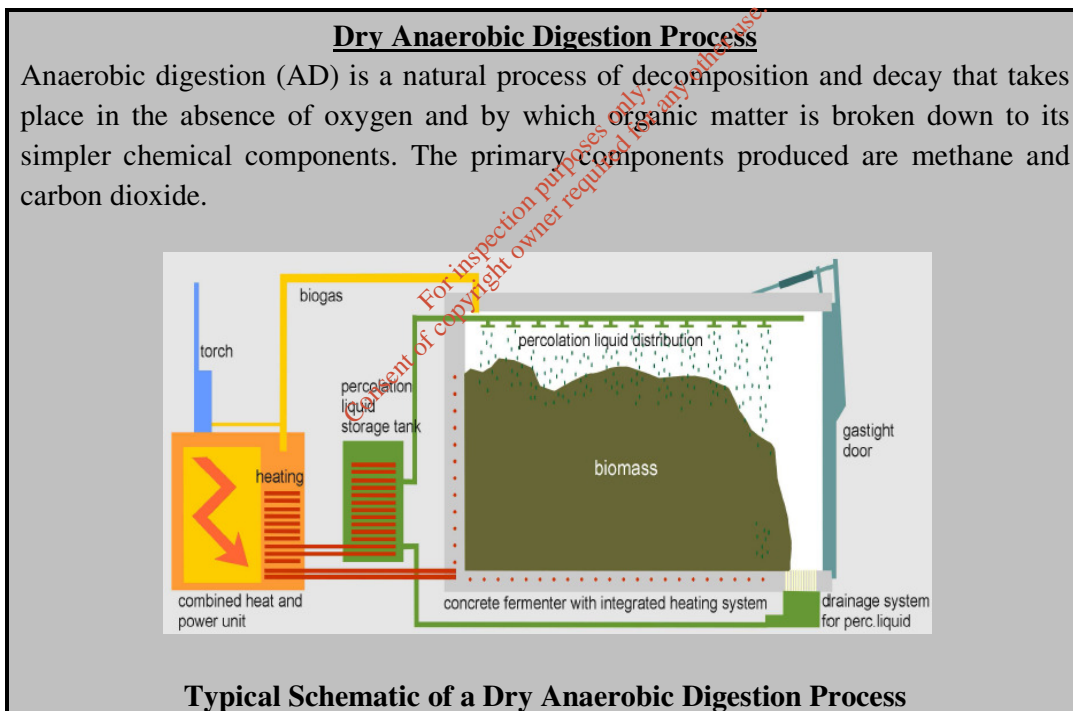 Dry Anaerobic Digestion Process
Anaerobic digestion (AD) is a natural process of decomposition and decay that takes
place in the absence of oxygen and by which organic matter is broken down to its
simpler chemical components. The primary components produced are methane and
carbon dioxide.
For inspection purposes only.
Consent of copyright owner required for any other use.
biogas
torch
percolation liquid distribution
percolation
liquid
storage tank
gastight
door
heating
biomass
combined heat and
power unit
concrete fermenter with integrated heating system
drainage system
for perc.liquid
Typical Schematic of a Dry Anaerobic Digestion Process